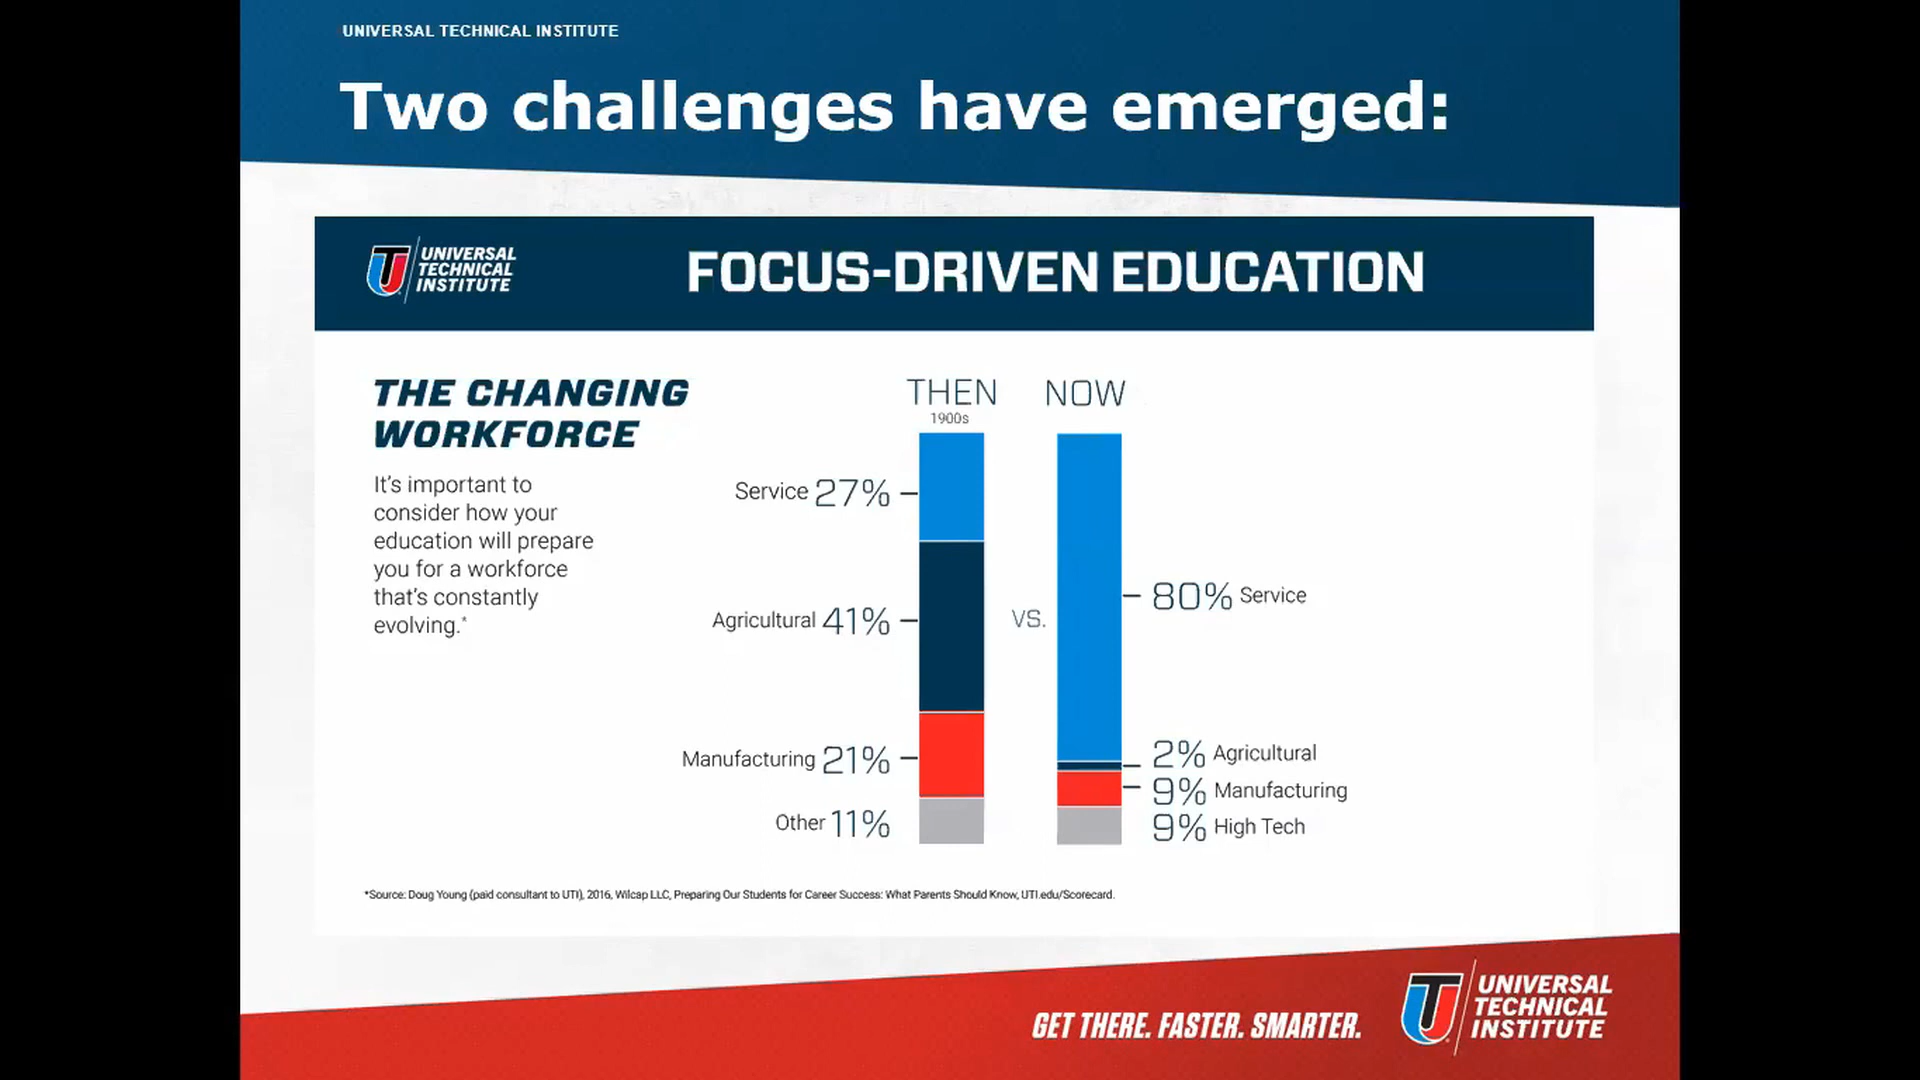 UNIVERSAL TECHNICAL INSTITUTE
Two challenges have emerged:
UNIVERSAL
TECHNICAL
INSTITUTE
FOCUS-DRIVEN EDUCATION
THE CHANGING
WORKFORCE
It's important to
consider how your
education will prepare
you for a workforce
that's constantly
evolving.*
THEN
1900s
NOW
Service 27%
Agricultural 41%
Manufacturing 21%
Other 11%
VS.
80% Service
2% Agricultural
9% Manufacturing
9% High Tech
*Source: Doug Young (paid consultant to UTI), 2016, Wilcap LLC, Preparing Our Students for Career Success: What Parents Should Know, UTI.edu/Scorecard.
GET THERE. FASTER. SMARTER.
UNIVERSAL
TECHNICAL
INSTITUTE